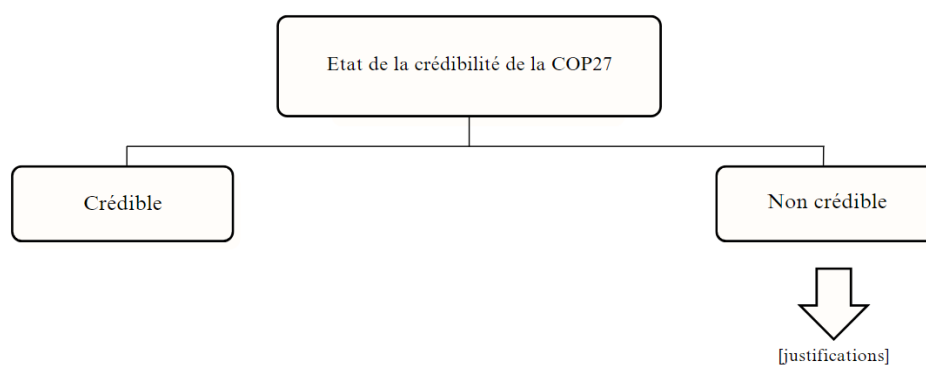 Etat de la crédibilité de la COP27
Crédible
Non crédible
[justifications]